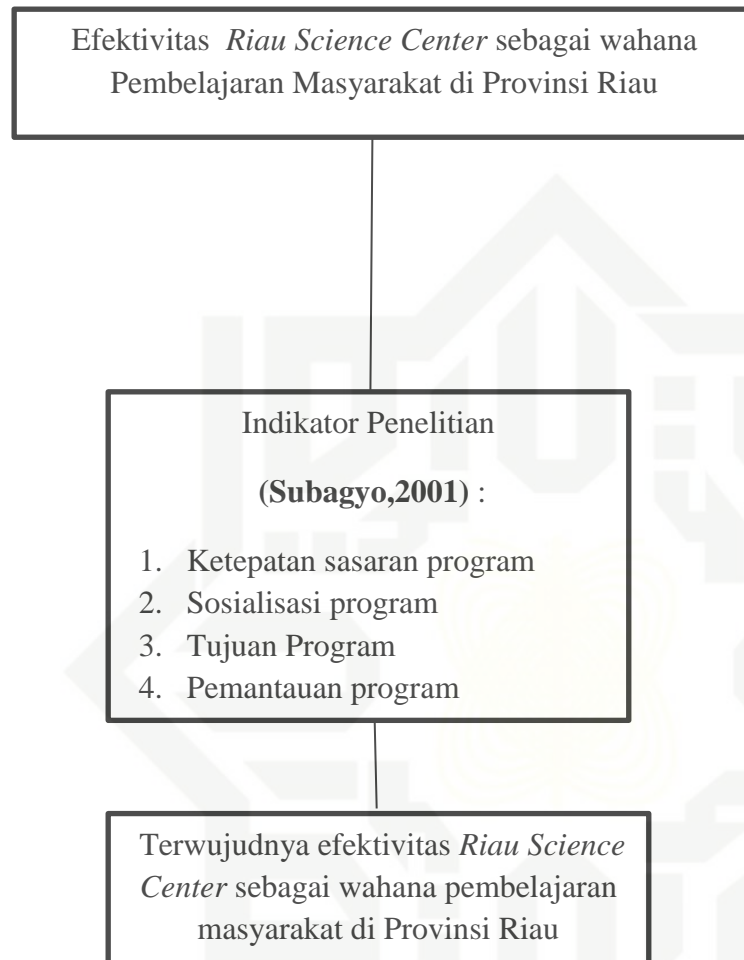 Efektivitas Riau Science Center sebagai wahana
Pembelajaran Masyarakat di Provinsi Riau
Indikator Penelitian
(Subagyo,2001) :
1. Ketepatan sasaran program
2. Sosialisasi program
3. Tujuan Program
4. Pemantauan program
Terwujudnya efektivitas Riau Science
Center sebagai wahana pembelajaran
masyarakat di Provinsi Riau